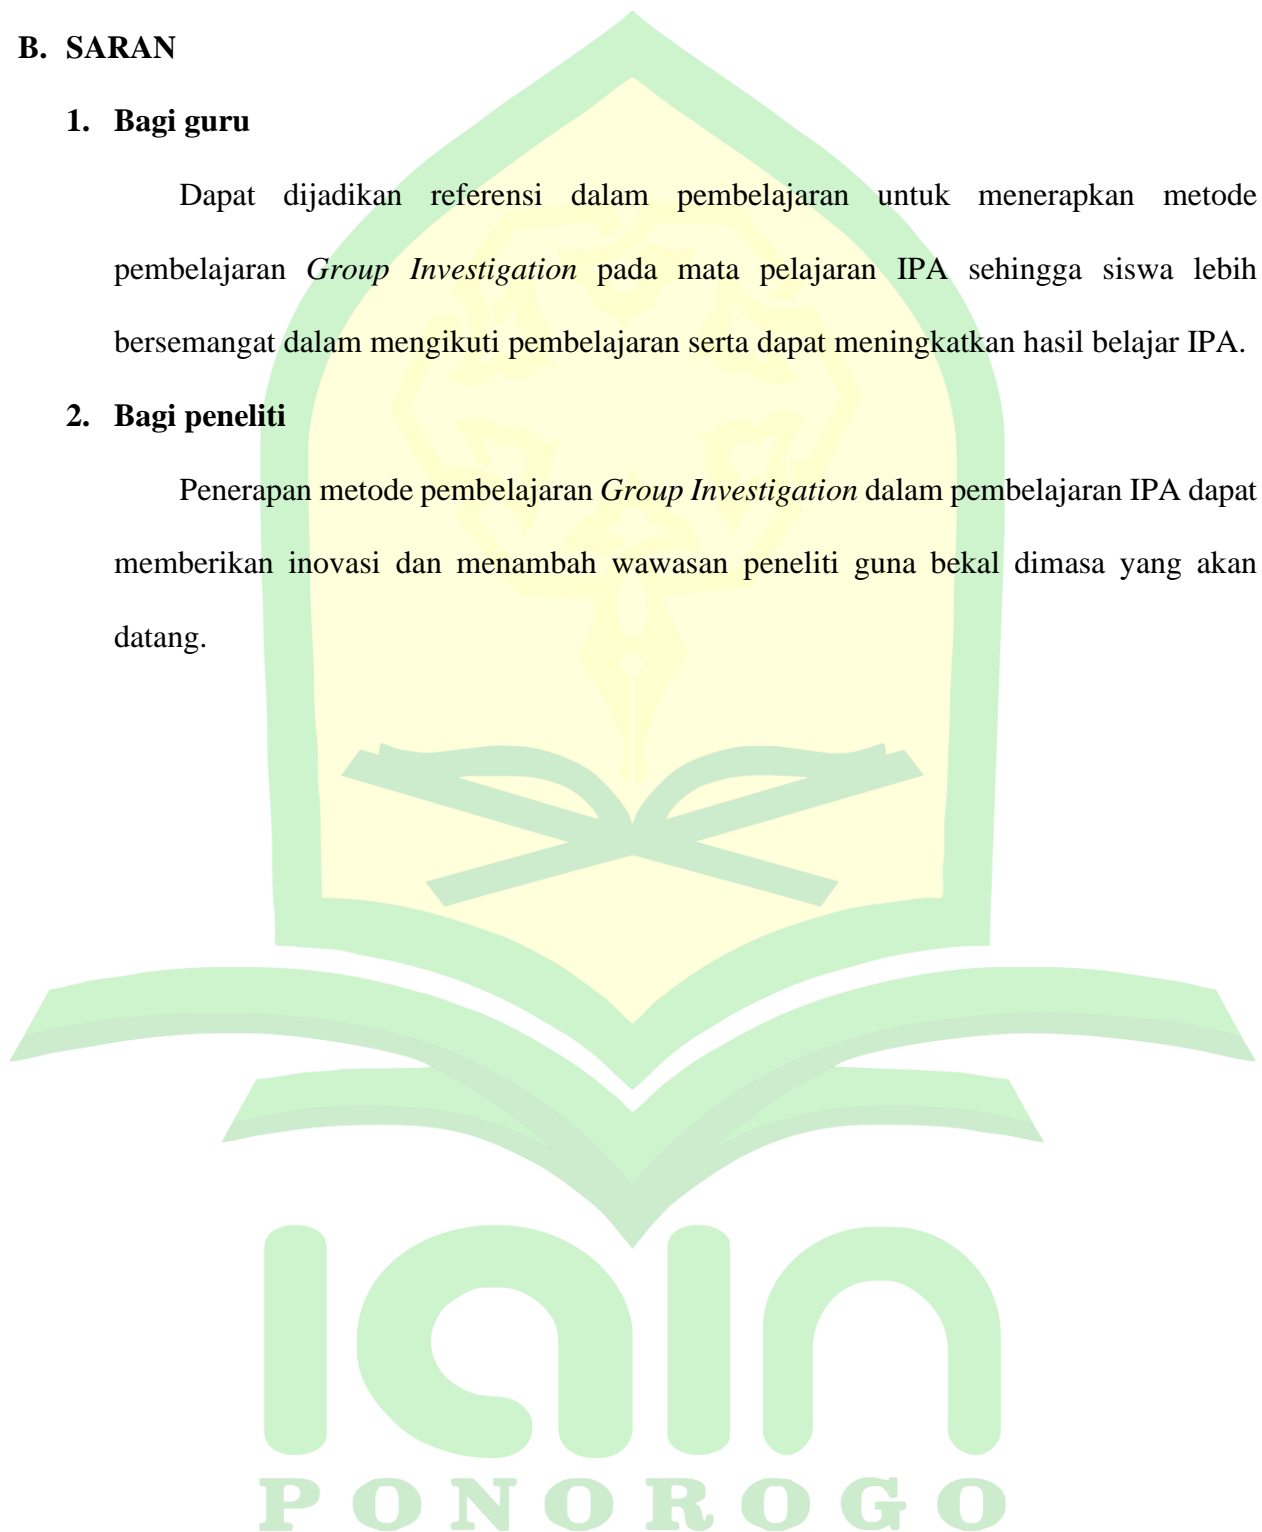 B. SARAN
1. Bagi guru
Dapat dijadikan referensi dalam pembelajaran untuk menerapkan metode
pembelajaran Group Investigation pada mata pelajaran IPA sehingga siswa lebih
bersemangat dalam mengikuti pembelajaran serta dapat meningkatkan hasil belajar IPA.
2. Bagi peneliti
Penerapan metode pembelajaran Group Investigation dalam pembelajaran IPA dapat
memberikan inovasi dan menambah wawasan peneliti guna bekal dimasa yang akan
datang.
iain
PONOROGO